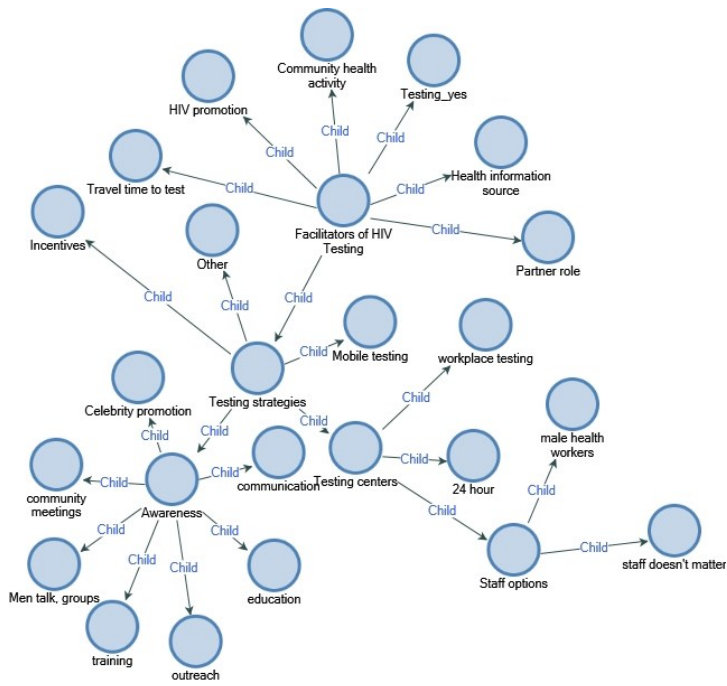 Community health
activity
Testing_yes
HIV promotion
Child
Child
Child
Travel time to test
Child
Child
Health information
source
Incentives
Other
Facilitators of HIV
Testing
Child
Partner role
Child
Child
Child
Mobile testing
Child
workplace testing
Testing strategies
Child
Celebrity promotion
Child
Child
Child
male health
workers
community
meetings
Child
Child
communication
Testing centers
Child
24 hour
Awareness
Child
Child
Child
Child
Child
Child
Child
staff doesn't matter
Staff options
Men talk, groups
education
training
outreach